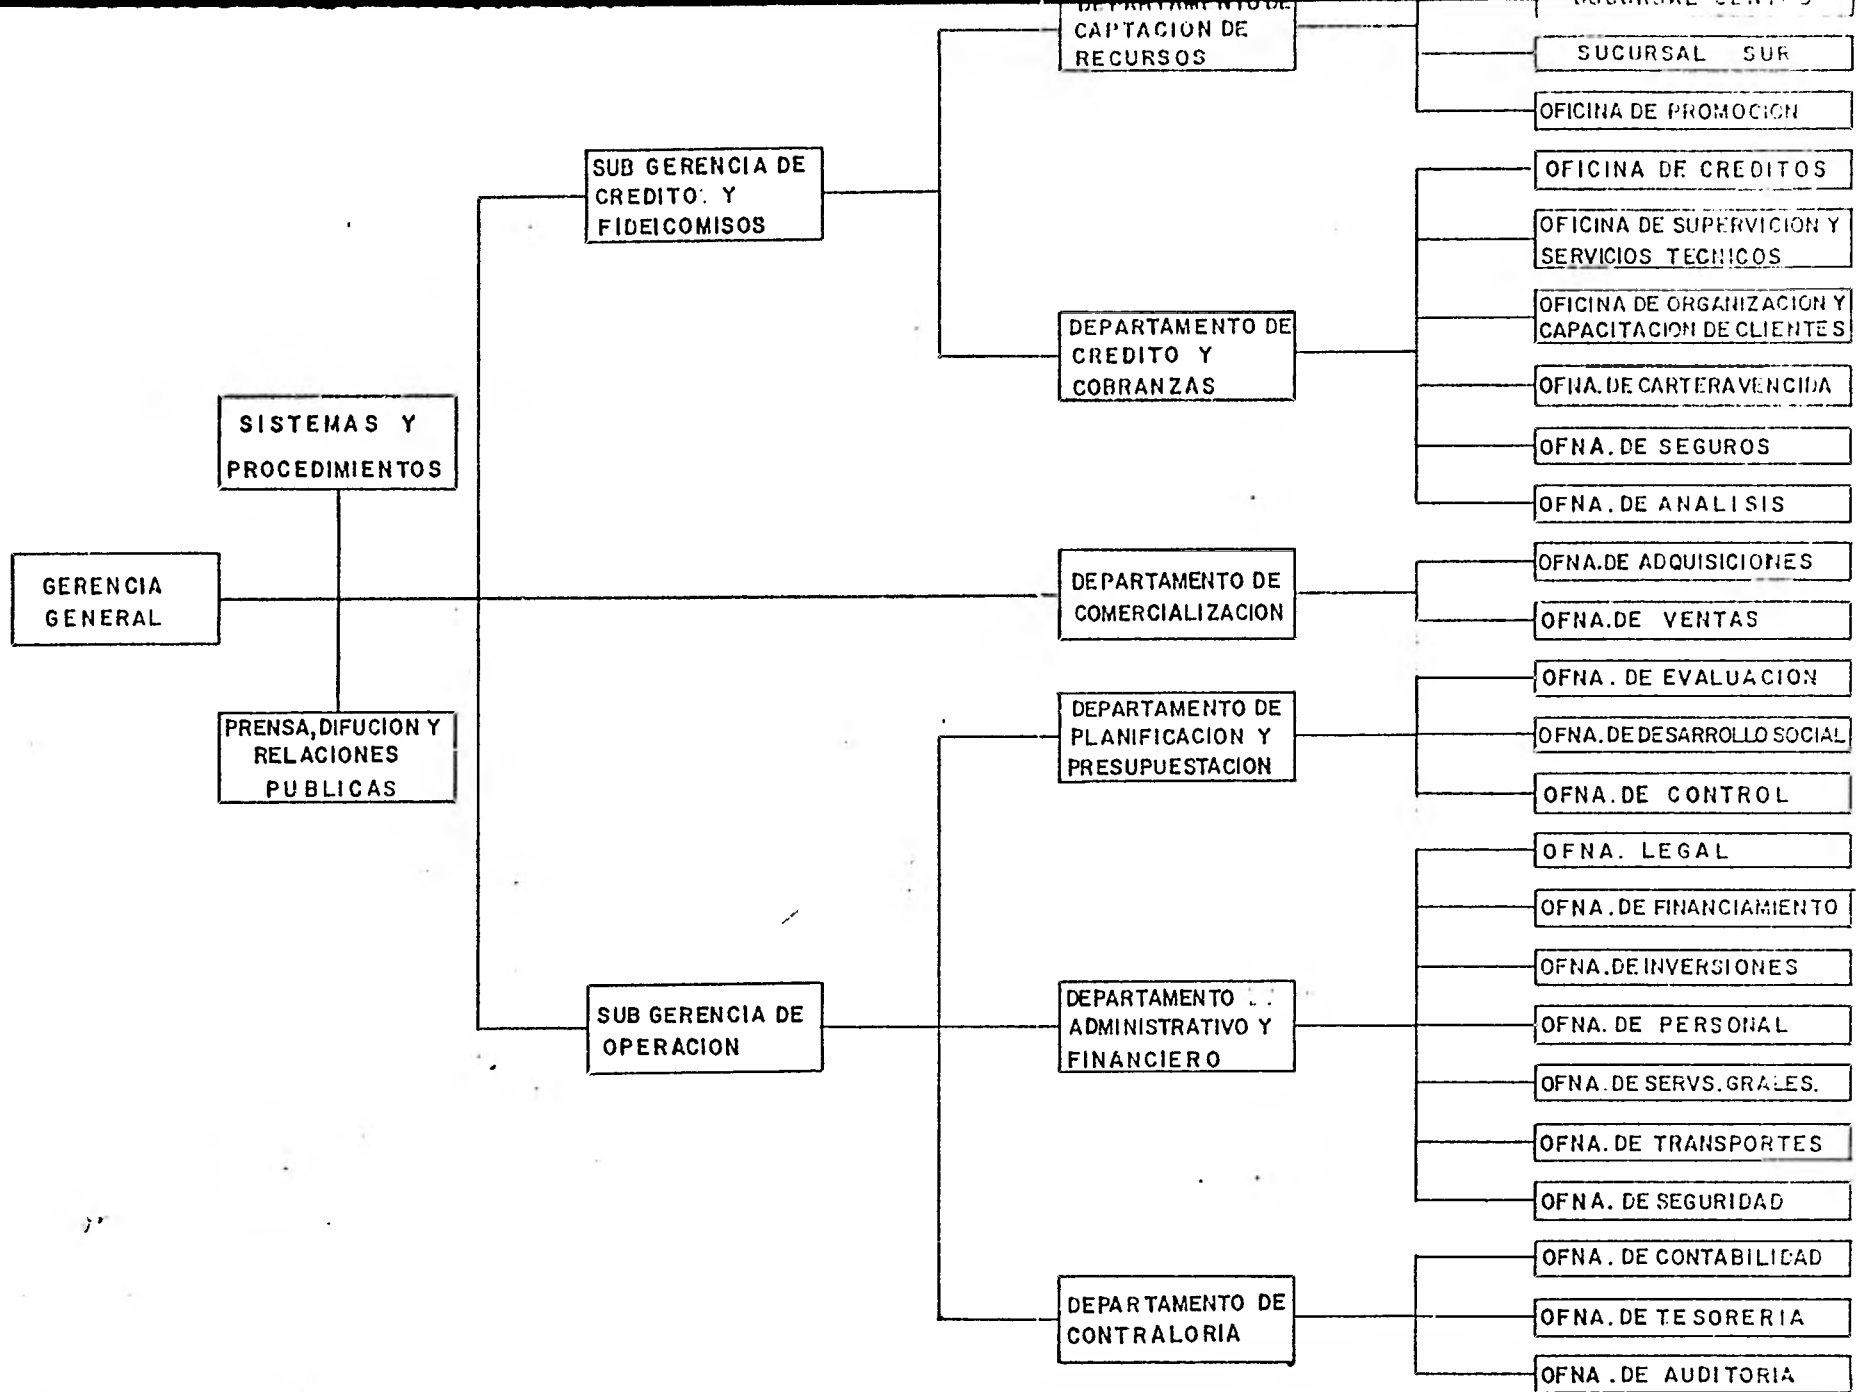 DEPARTAMENTO DE
CAPTACION DE
RECURSOS
SUCURSAL
SUCURSAL SUR
OFICINA DE PROMOCION
SUB GERENCIA DE
CREDITO Y
FIDEICOMISOS
OFICINA DE CREDITOS
OFICINA DE SUPERVICION Y
SERVICIOS TECNICOS
OFICINA DE ORGANIZACION Y
CAPACITACION DE CLIENTES
DEPARTAMENTO DE
CREDITO Y
COBRANZAS
OFNA. DE CARTERA VENCIDA
OFNA. DE SEGUROS
OFNA. DE ANALISIS
SISTEMAS Y
PROCEDIMIENTOS
GERENCIA
GENERAL
DEPARTAMENTO DE
COMERCIALIZACION
OFNA. DE ADQUISICIONES
OFNA. DE VENTAS
PRENSA, DIFUCION Y
RELACIONES
PUBLICAS
DEPARTAMENTO DE
PLANIFICACION Y
PRESUPUESTACION
OFNA. DE EVALUACION
OFNA. DE DESARROLLO SOCIAL
OFNA. DE CONTROL
SUB GERENCIA DE
OPERACION
DEPARTAMENTO
ADMINISTRATIVO Y
FINANCIERO
OFNA. LEGAL
OFNA. DE FINANCIAMIENTO
OFNA. DE INVERSIONES
OFNA. DE PERSONAL
OFNA. DE SERVS. GRALES.
OFNA. DE TRANSPORTES
OFNA. DE SEGURIDAD
DEPARTAMENTO DE
CONTRALORIA
OFNA. DE CONTABILIDAD
OFNA. DE TESORERIA
OFNA. DE AUDITORIA